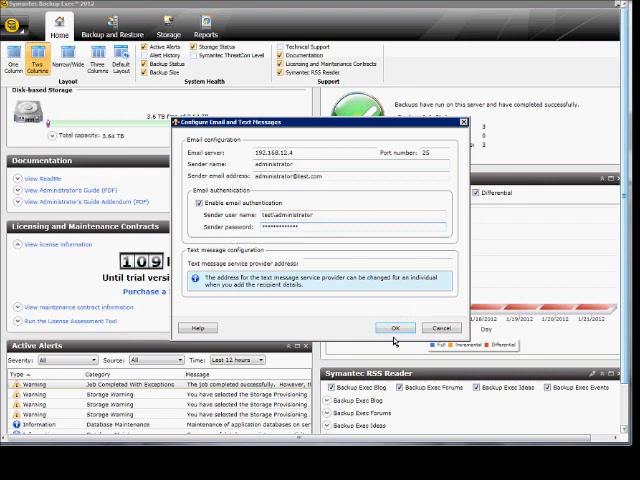 Symantec Backup Exec™ 2012
Home
Backup and Restore
Storage
Reports
One Column
Two Columns
Narrow/Wide
Three Columns
Default Layout
Layout
Active Alerts
Alert History
Backup Status
Backup Size
Storage Status
Symantec ThreatCon Level
System Health
Technical Support
Documentation
Licensing and Maintenance Contracts
Symantec RSS Reader
Support
Disk-based Storage
Total capacity: 3.64 TB
Backups have run on this server and have completed successfully.
3
3
3
Documentation
View ReadMe
View Administrator's Guide (PDF)
View Administrator's Guide Addendum (PDF)
Licensing and Maintenance Contracts
View license information
109
Until trial versi
Purchase a
View maintenance contract information
Run the License Assessment Tool
Configure Email and Text Messages
Email configuration
Email server: 192.168.12.4 Port number: 25
Sender name: administrator
Sender email address: administrator@test.com
Email authentication
Enable email authentication
Sender user name: test\administrator
Sender password: *************
Text message configuration
Text message service provider address:
The address for the text message service provider can be changed for an individual
when you add the recipient details.
Help
OK
Cancel
Differential
1/18/2012 1/19/2012 1/20/2012 1/21/2012
Day
Full Incremental Differential
Active Alerts
Severity: All Source: All Time: Last 12 hours
Type Category Message
Warning Job Completed With Exceptions The job completed successfully. However, th
Warning Storage Warning You have selected the Storage Provisioning
Warning Storage Warning You have selected the Storage Provisioning
Warning Storage Warning You have selected the Storage Provisioning
Information Database Maintenance Maintenance of application databases on ser
Symantec RSS Reader
Backup Exec Blog Backup Exec Forums Backup Exec Ideas Backup Exec Events
Backup Exec Blog
Backup Exec Forums
Backup Exec Ideas